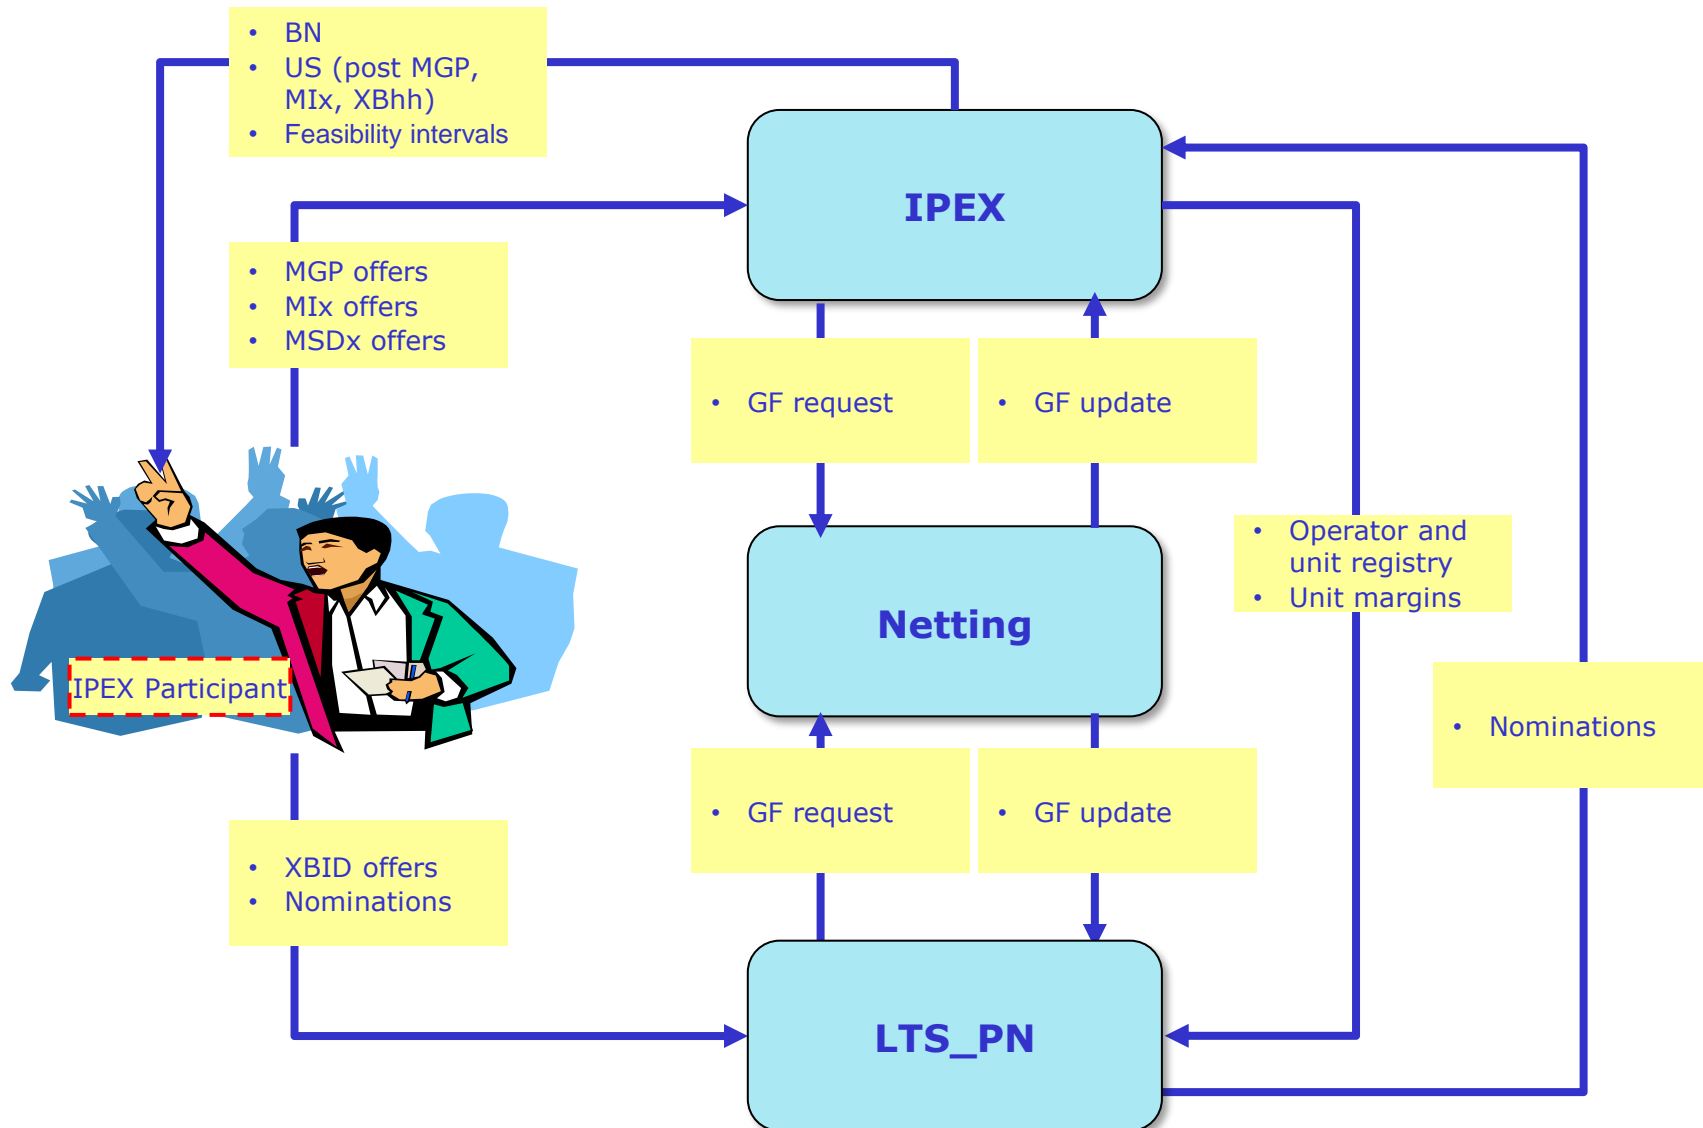 • BN
• US (post MGP,
MIx, XBhh)
• Feasibility intervals
IPEX
• MGP offers
• MIx offers
• MSDx offers
• GF request
• GF update
• Operator and
unit registry
• Unit margins
Netting
IPEX Participant
• Nominations
• GF request
• GF update
• XBID offers
• Nominations
LTS_PN